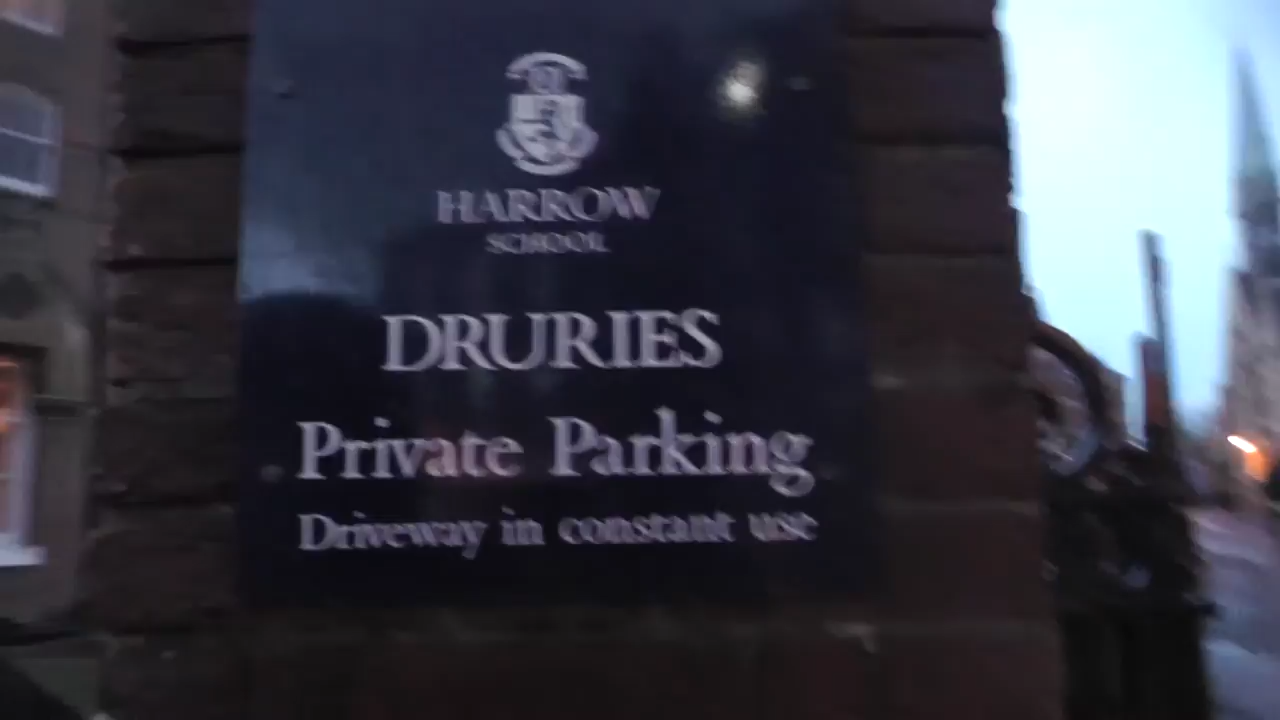 HARROW
SCHOOL
DRURIES
Private Parking
Driveway in constant use